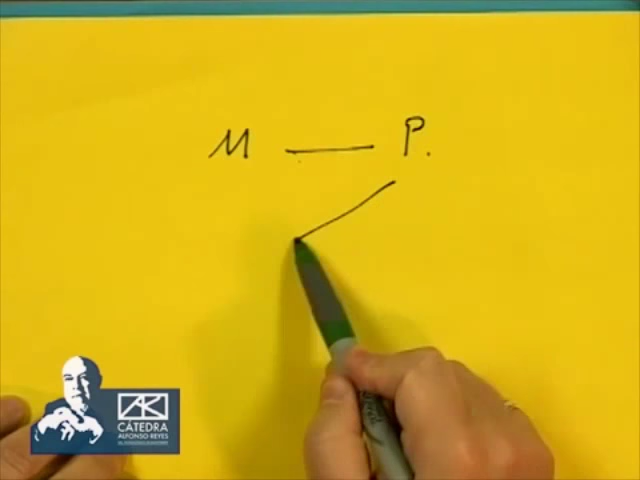 M — P.
CÁTEDRA
ALFONSO REYES